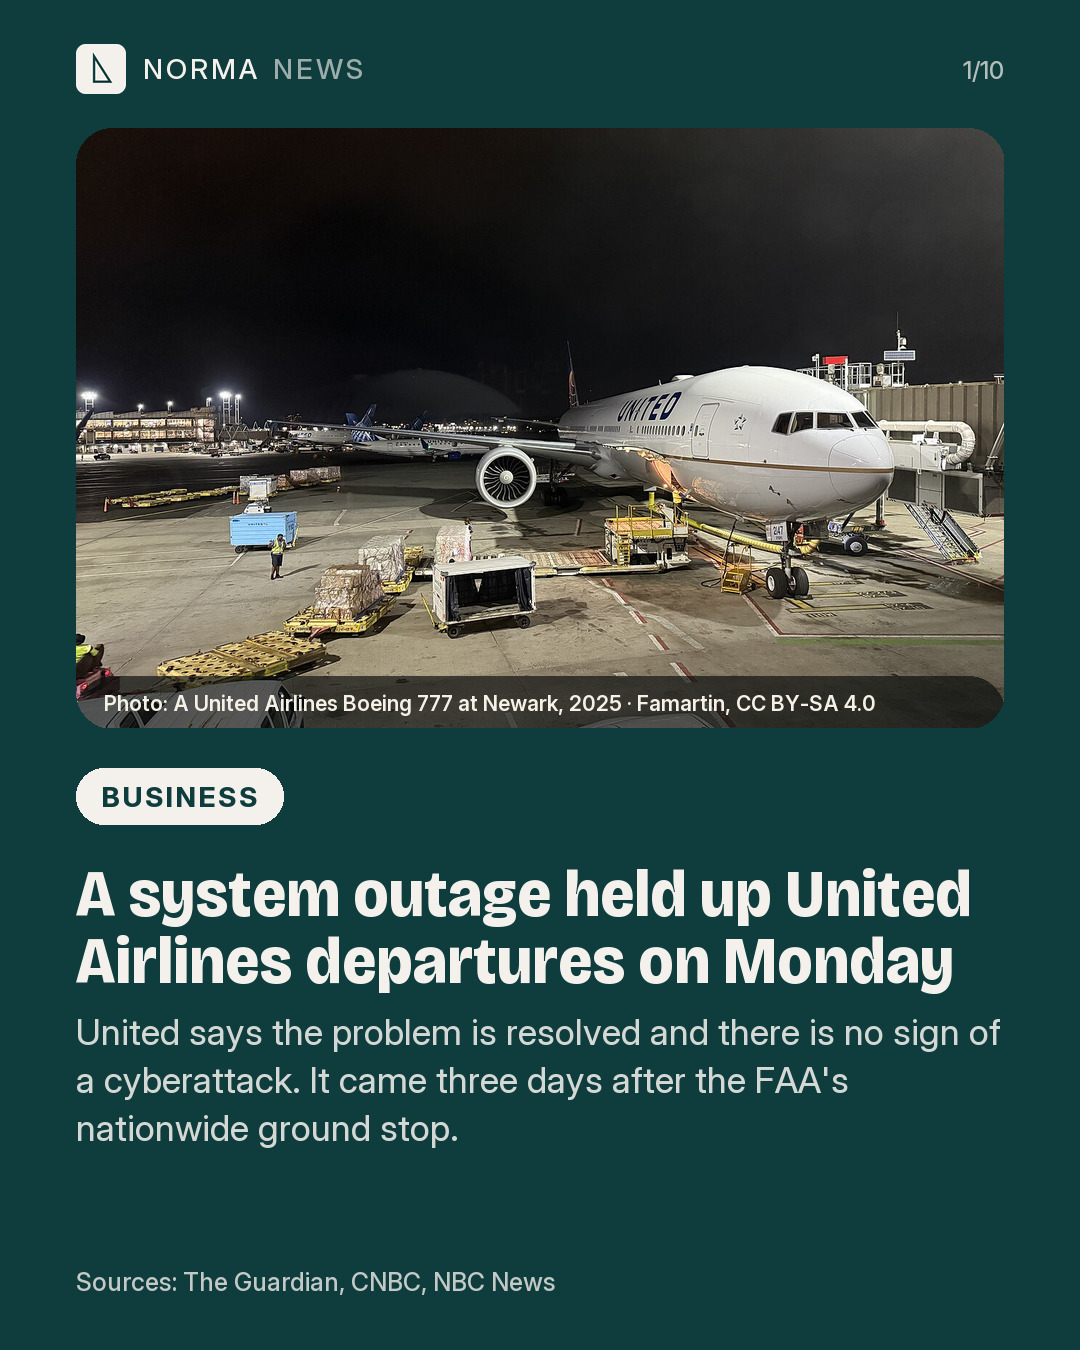 NORMA NEWS
1/10
UNITED
Photo: A United Airlines Boeing 777 at Newark, 2025 · Famartin, CC BY-SA 4.0
BUSINESS
A system outage held up United
Airlines departures on Monday
United says the problem is resolved and there is no sign of
a cyberattack. It came three days after the FAA's
nationwide ground stop.
Sources: The Guardian, CNBC, NBC News